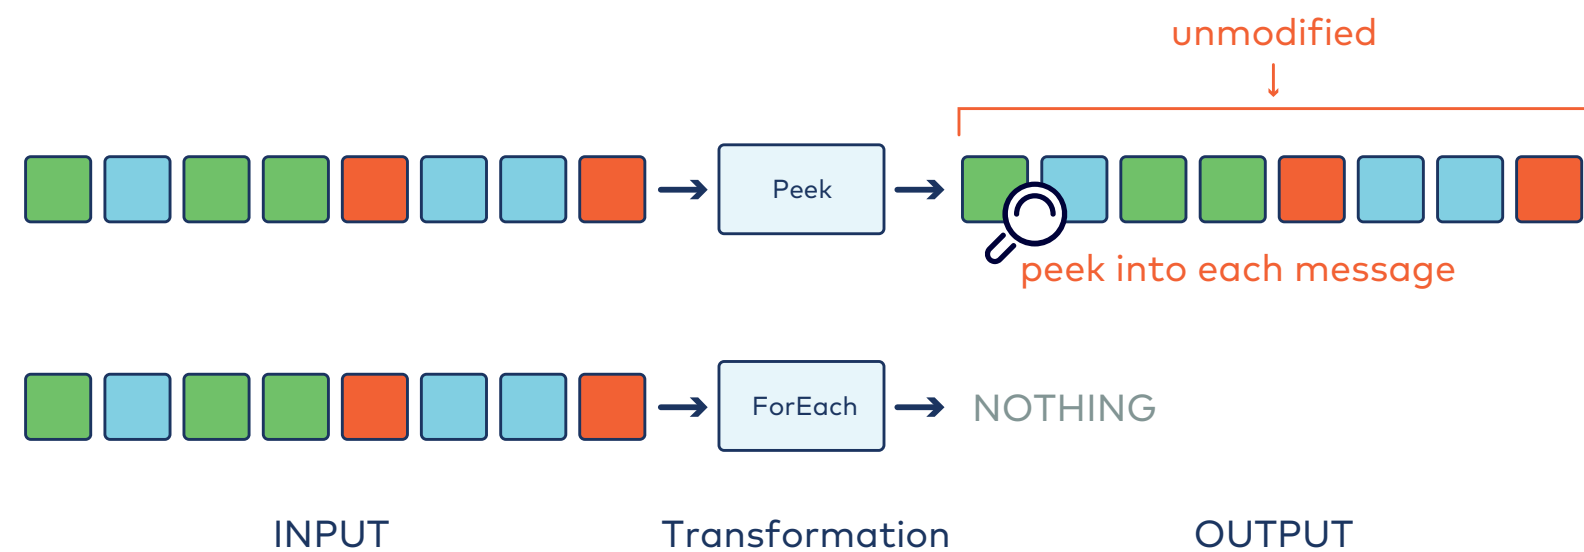 unmodified
Peek
peek into each message
ForEach
NOTHING
INPUT
Transformation
OUTPUT